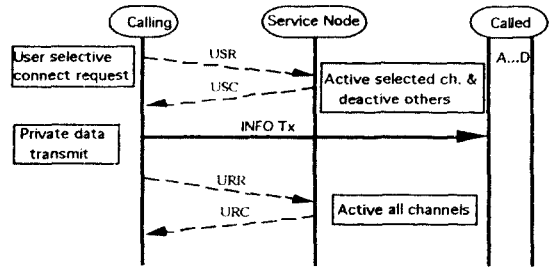 Calling
Service Node
Called
User selective
connect request
USR
USC
Active selected ch. &
deactive others
A...D
Private data
transmit
INFO Tx
URR
URC
Active all channels